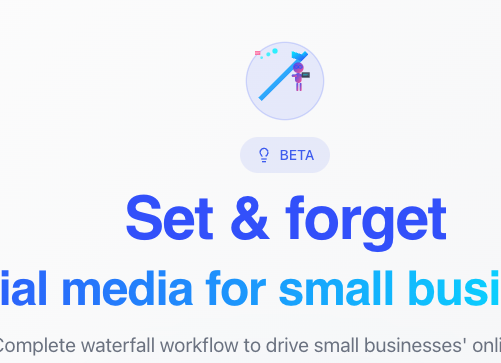 BETA
Set & forget
ial media for small busi
Complete waterfall workflow to drive small businesses' onli